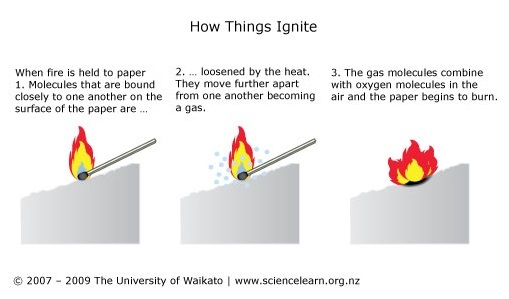 How Things Ignite
When fire is held to paper
1. Molecules that are bound
closely to one another on the
surface of the paper are ...
2. ... loosened by the heat.
They move further apart
from one another becoming
a gas.
3. The gas molecules combine
with oxygen molecules in the
air and the paper begins to burn.
© 2007 – 2009 The University of Waikato | www.sciencelearn.org.nz